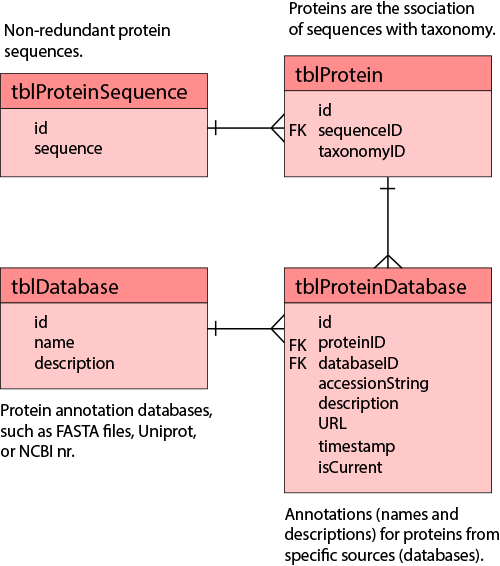 Non-redundant protein
sequences.
Proteins are the ssociation
of sequences with taxonomy.
tblProteinSequence
id
sequence
tblProtein
id
FK sequenceID
taxonomyID
tblDatabase
id
name
description
tblProteinDatabase
id
FK proteinID
FK databaseID
accessionString
description
URL
timestamp
isCurrent
Protein annotation databases,
such as FASTA files, Uniprot,
or NCBI nr.
Annotations (names and
descriptions) for proteins from
specific sources (databases).